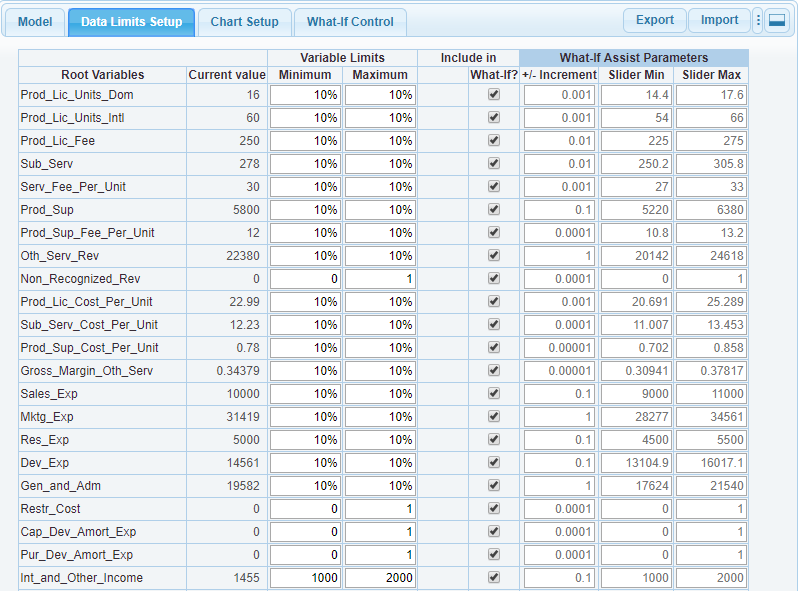 Model Data Limits Setup Chart Setup What-If Control Export Import
Variable Limits Include in What-If Assist Parameters
Root Variables Current value Minimum Maximum What-If? +/- Increment Slider Min Slider Max
Prod_Lic_Units_Dom 16 10% 10% 0.001 14.4 17.6
Prod_Lic_Units_Intl 60 10% 10% 0.001 54 66
Prod_Lic_Fee 250 10% 10% 0.01 225 275
Sub_Serv 278 10% 10% 0.01 250.2 305.8
Serv_Fee_Per_Unit 30 10% 10% 0.001 27 33
Prod_Sup 5800 10% 10% 0.1 5220 6380
Prod_Sup_Fee_Per_Unit 12 10% 10% 0.0001 10.8 13.2
Oth_Serv_Rev 22380 10% 10% 1 20142 24618
Non_Recognized_Rev 0 0 1 0.0001 0 1
Prod_Lic_Cost_Per_Unit 22.99 10% 10% 0.001 20.691 25.289
Sub_Serv_Cost_Per_Unit 12.23 10% 10% 0.0001 11.007 13.453
Prod_Sup_Cost_Per_Unit 0.78 10% 10% 0.00001 0.702 0.858
Gross_Margin_Oth_Serv 0.34379 10% 10% 0.00001 0.30941 0.37817
Sales_Exp 10000 10% 10% 0.1 9000 11000
Mktg_Exp 31419 10% 10% 1 28277 34561
Res_Exp 5000 10% 10% 0.1 4500 5500
Dev_Exp 14561 10% 10% 0.1 13104.9 16017.1
Gen_and_Adm 19582 10% 10% 1 17624 21540
Restr_Cost 0 0 1 0.0001 0 1
Cap_Dev_Amort_Exp 0 0 1 0.0001 0 1
Pur_Dev_Amort_Exp 0 0 1 0.0001 0 1
Int_and_Other_Income 1455 1000 2000 0.1 1000 2000